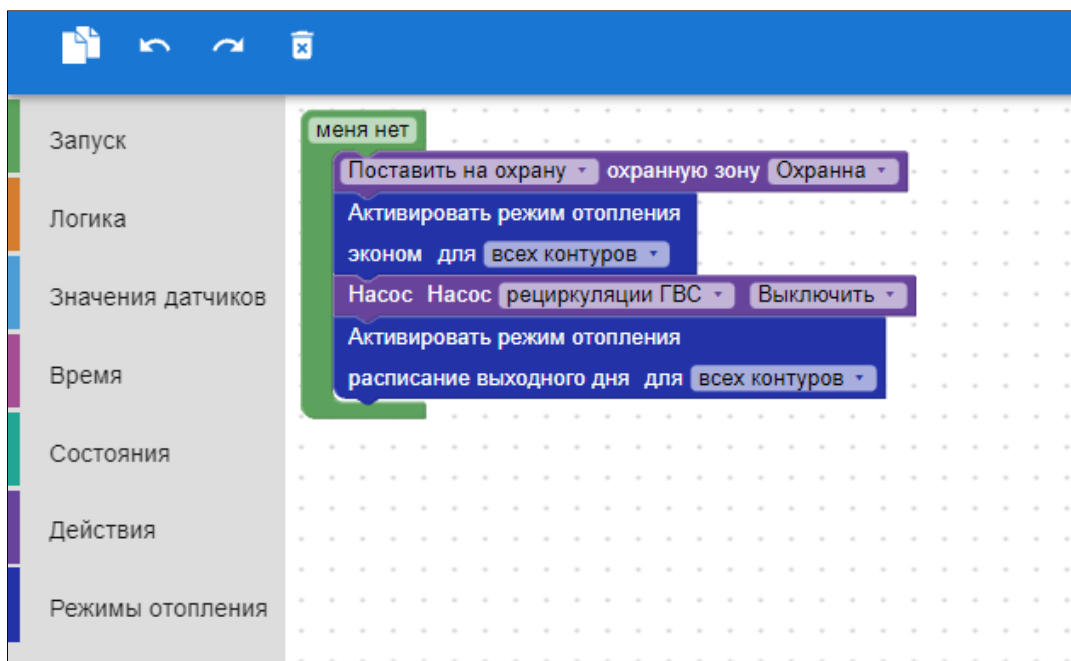 Запуск
Логика
Значения датчиков
Время
Состояния
Действия
Режимы отопления
меня нет
Поставить на охрану охранную зону Охранна
Активировать режим отопления
эконом для всех контуров
Насос Насос рециркуляции ГВС Выключить
Активировать режим отопления
расписание выходного дня для всех контуров